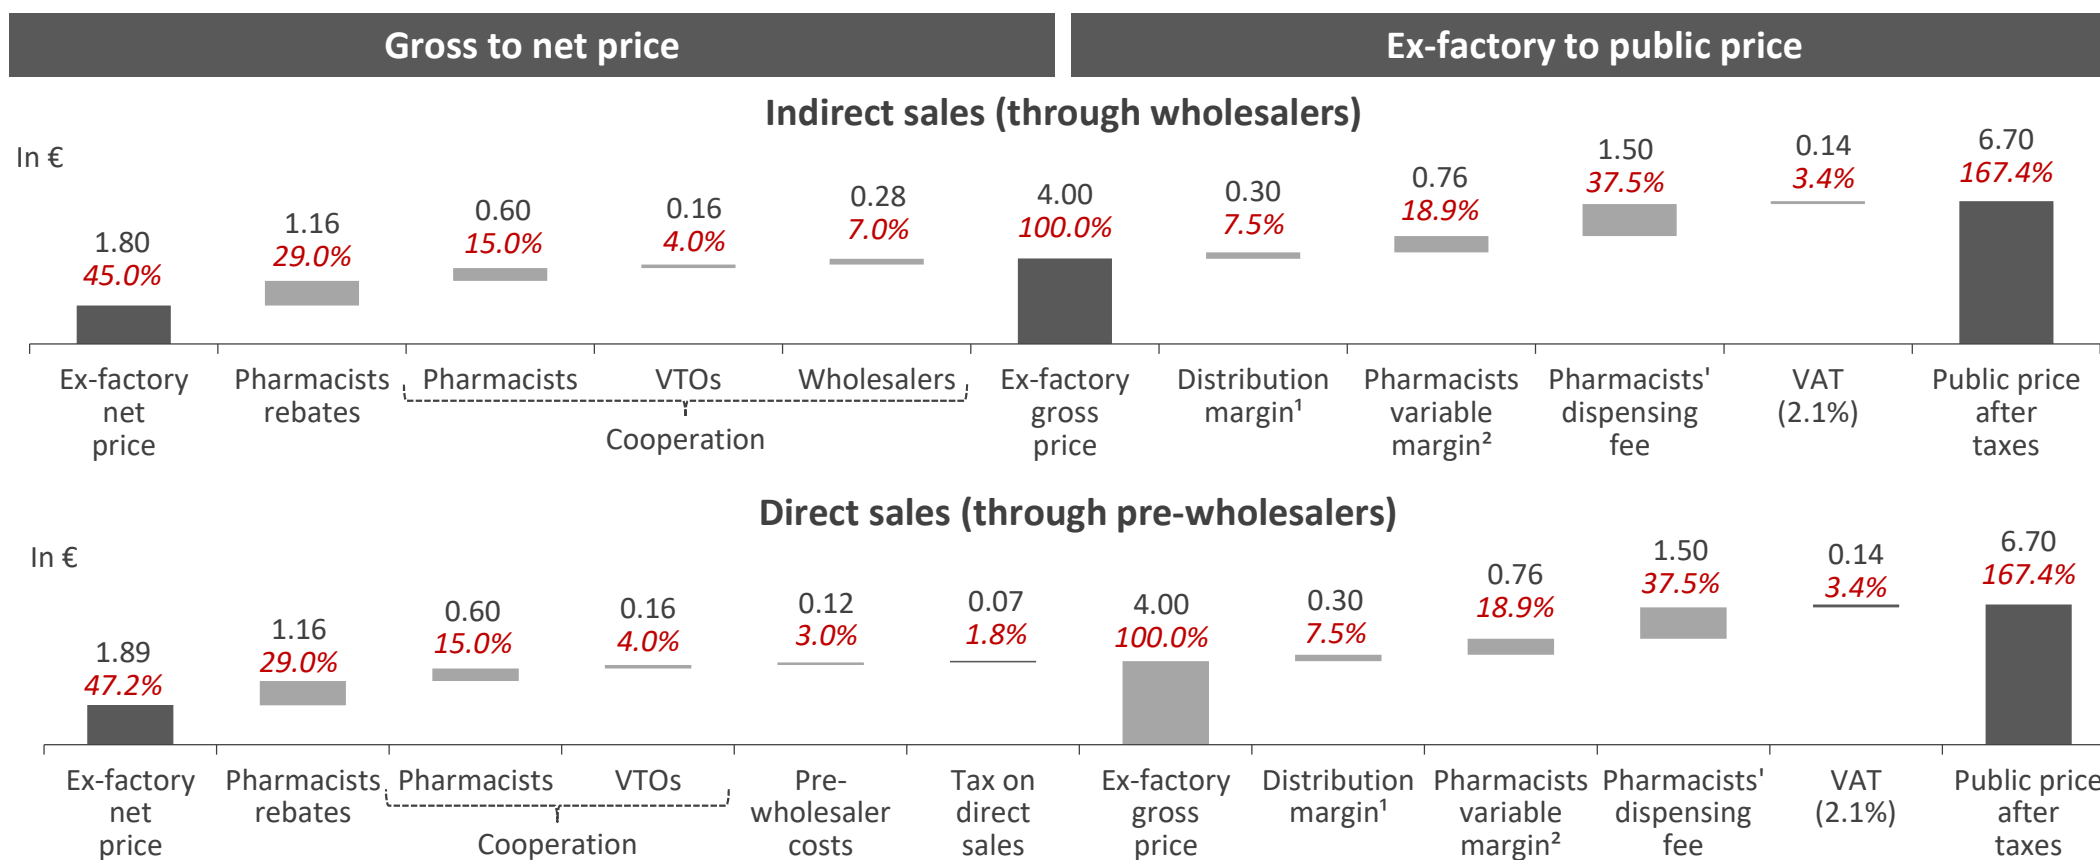 Gross to net price
Ex-factory to public price
Indirect sales (through wholesalers)
In €
1.80
45.0%
1.16
29.0%
0.60
15.0%
0.16
4.0%
0.28
7.0%
4.00
100.0%
0.30
7.5%
0.76
18.9%
1.50
37.5%
0.14
3.4%
6.70
167.4%
Ex-factory
net
price
Pharmacists
rebates
Pharmacists
VTOs
Wholesalers
Cooperation
Ex-factory
gross
price
Distribution
margin¹
Pharmacists
variable
margin²
Pharmacists'
dispensing
fee
VAT
(2.1%)
Public price
after
taxes
Direct sales (through pre-wholesalers)
In €
1.89
47.2%
1.16
29.0%
0.60
15.0%
0.16
4.0%
0.12
3.0%
0.07
1.8%
4.00
100.0%
0.30
7.5%
0.76
18.9%
1.50
37.5%
0.14
3.4%
6.70
167.4%
Ex-factory
net
price
Pharmacists
rebates
Pharmacists
VTOs
Cooperation
Pre-
wholesaler
costs
Tax on
direct
sales
Ex-factory
gross
price
Distribution
margin¹
Pharmacists
variable
margin²
Pharmacists'
dispensing
fee
VAT
(2.1%)
Public price
after
taxes